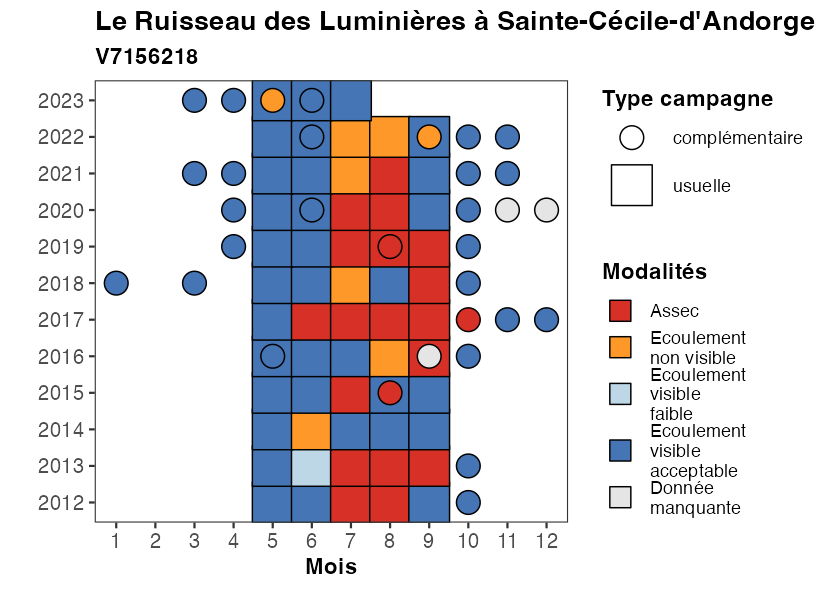 Le Ruisseau des Luminières à Sainte-Cécile-d'Andorge
V7156218
2023
2022
2021
2020
2019
2018
2017
2016
2015
2014
2013
2012
1 2 3 4 5 6 7 8 9 10 11 12
Mois
Type campagne
complémentaire
usuelle
Modalités
Assec
Ecoulement
non visible
Ecoulement
visible
faible
Ecoulement
visible
acceptable
Donnée
manquante